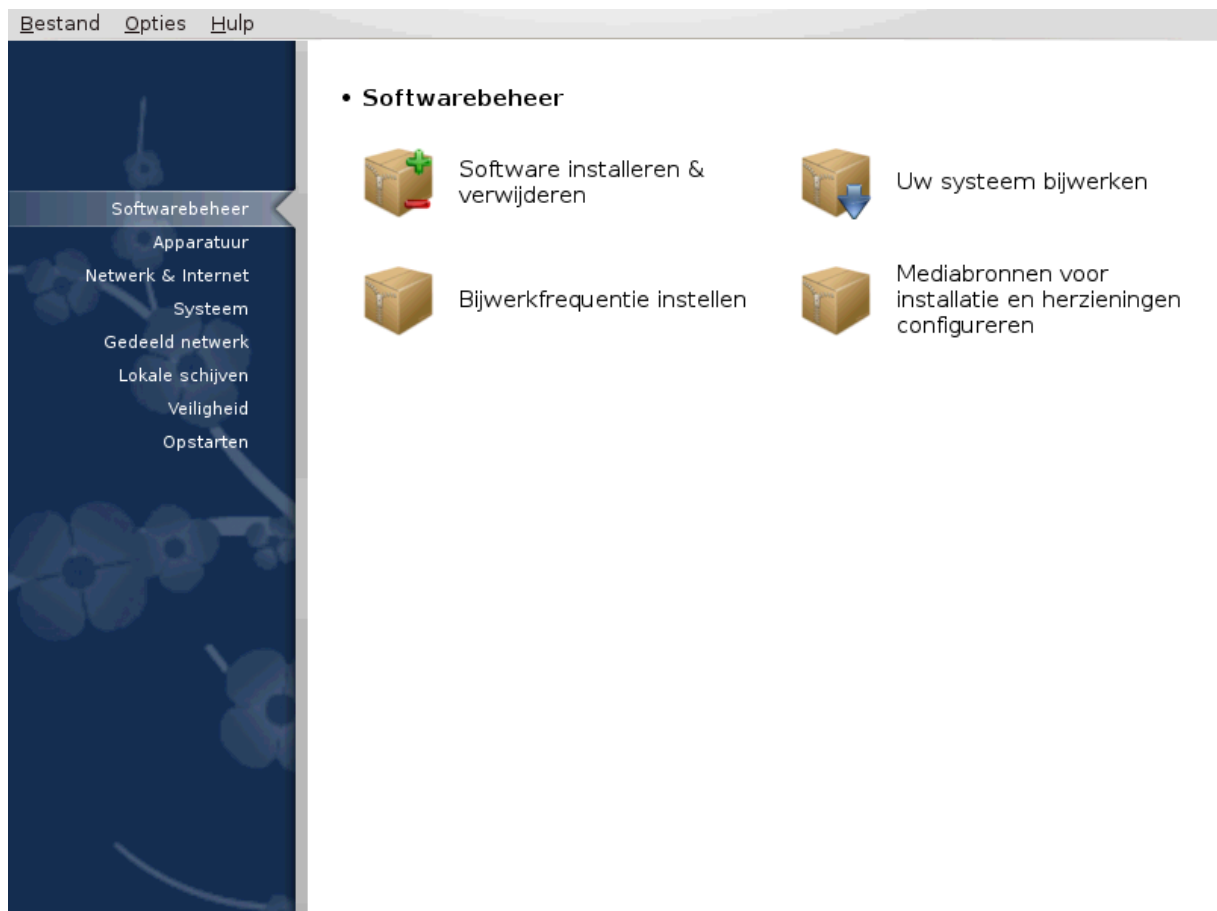 Bestand Opties Hulp
Softwarebeheer
Apparatuur
Netwerk & Internet
Systeem
Gedeeld netwerk
Lokale schijven
Veiligheid
Opstarten
• Softwarebeheer
Software installeren &
verwijderen
Uw systeem bijwerken
Bijwerkfrequentie instellen
Mediabronnen voor
installatie en herzieningen
configureren